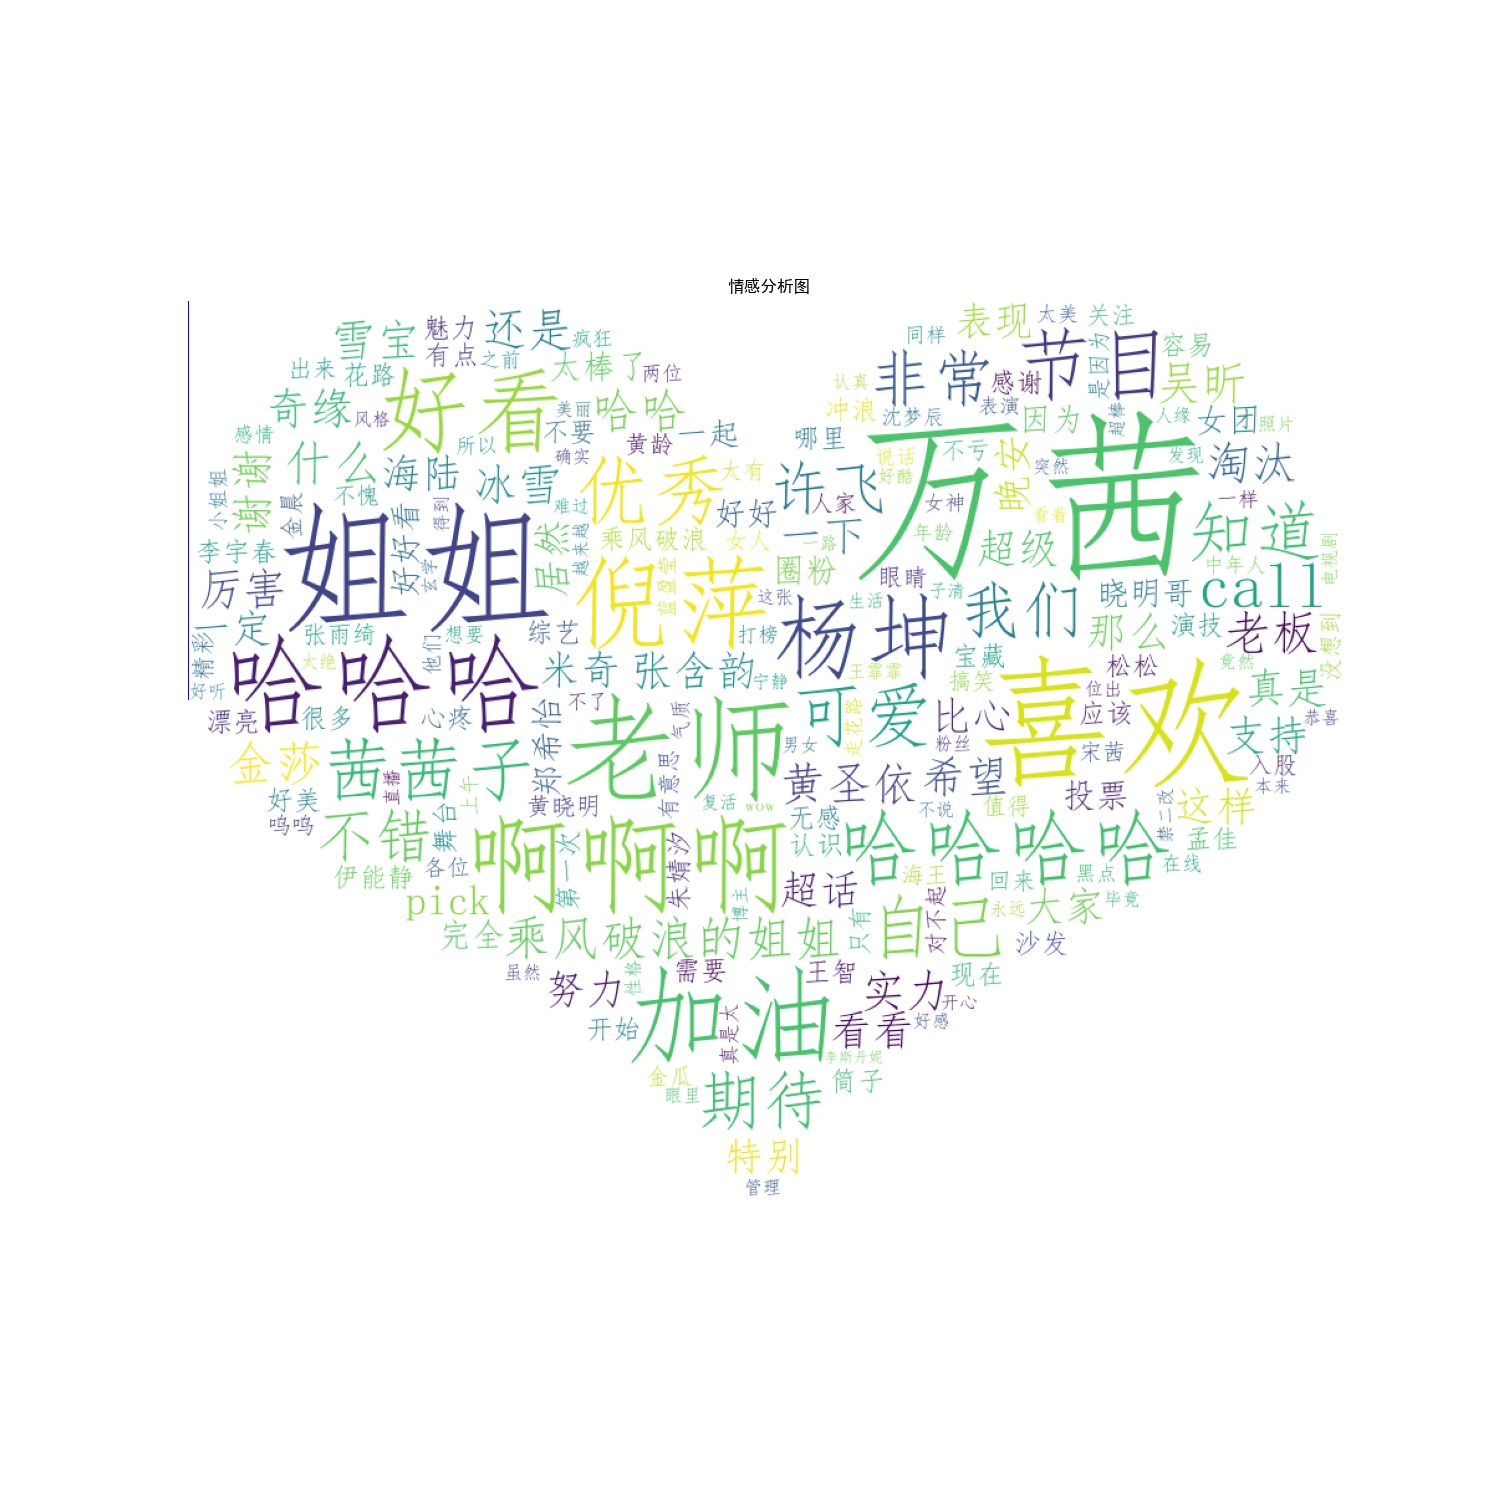 情感分析图
雪宝
魅力
还是
疯狂
有点
之前
出来
花路
太棒了
两位
奇缘
风格
好看
美丽
哈哈
感情
什么
所以
不要
黄龄
一起
确实
谢谢
海陆
冰雪
优秀
太有
小姐姐
金晨
不愧
得到
难过
好好
李宇春
姐姐
好好看
玄学
居然
越来越
乘风破浪
女人
厉害
倪萍
蓝盈莹
这张
一定
张雨绮
他们
想要
综艺
打榜
精彩
太绝
好听
哈哈哈
米奇
张含韵
宁静
漂亮
很多
心疼
郑希怡
不了
老师
气质
金莎
茜茜子
有意思
男女
好美
直播
上午
黄晓明
复活
wow
呜呜
不错
舞台
啊啊啊
第一次
朱婧汐
伊能静
各位
pick
博主
完全
乘风破浪的姐姐
同样
表现
太美
关注
非常
节目
是因为
容易
认真
感谢
吴昕
冲浪
沈梦辰
表演
因为
超棒
人缘
女团
照片
哪里
万茜
说话
不亏
晚安
突然
发现
淘汰
许飞
好酷
人家
女神
看着
一样
一下
一路
年龄
超级
知道
圈粉
眼睛
子清
中年人
电视剧
生活
我们
晓明哥
call
杨坤
那么
演技
老板
没想到
王霏霏
宝藏
松松
竟然
搞笑
喜欢
位出
真是
可爱
比心
应该
恭喜
走花路
粉丝
宋茜
支持
入股
黄圣依
希望
投票
本来
无感
不说
值得
禁二改
这样
认识
哈哈哈哈
孟佳
在线
超话
海王
回来
黑点
只有
自己
对不起
永远
大家
毕竟
沙发
虽然
努力
性格
需要
王智
实力
现在
开心
开始
加油
真是太
看看
好感
李斯丹妮
金瓜
眼里
期待
筒子
特别
管理